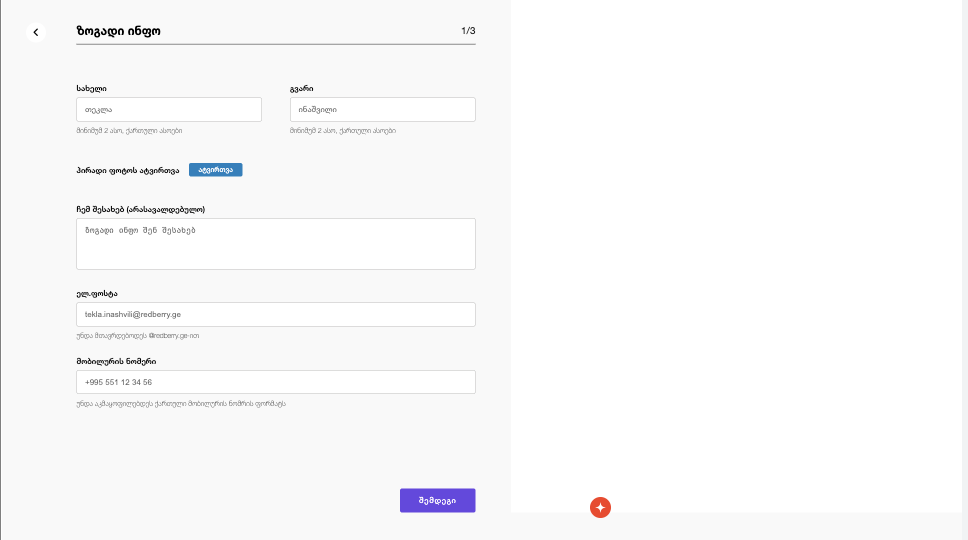 ზოგადი ინფო 1/3
სახელი გვარი
თეკლა ინაშვილი
მინიმუმ 2 ასო, ქართული ასოები მინიმუმ 2 ასო, ქართული ასოები
პირადი ფოტოს ატვირთვა ატვირთვა
ჩემ შესახებ (არასავალდებულო)
ზოგადი ინფო შენ შესახებ
ელ.ფოსტა
tekla.inashvili@redberry.ge
უნდა მთავრდებოდეს @redberry.ge-ით
მობილურის ნომერი
+995 551 12 34 56
უნდა აკმაყოფილებდეს ქართული მობილურის ნომრის ფორმატს
შემდეგი